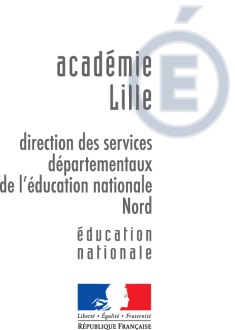 académie
Lille
É
direction des services
départementaux
de l'éducation nationale
Nord
éducation
nationale
Liberté • Égalité • Fraternité
RÉPUBLIQUE FRANÇAISE